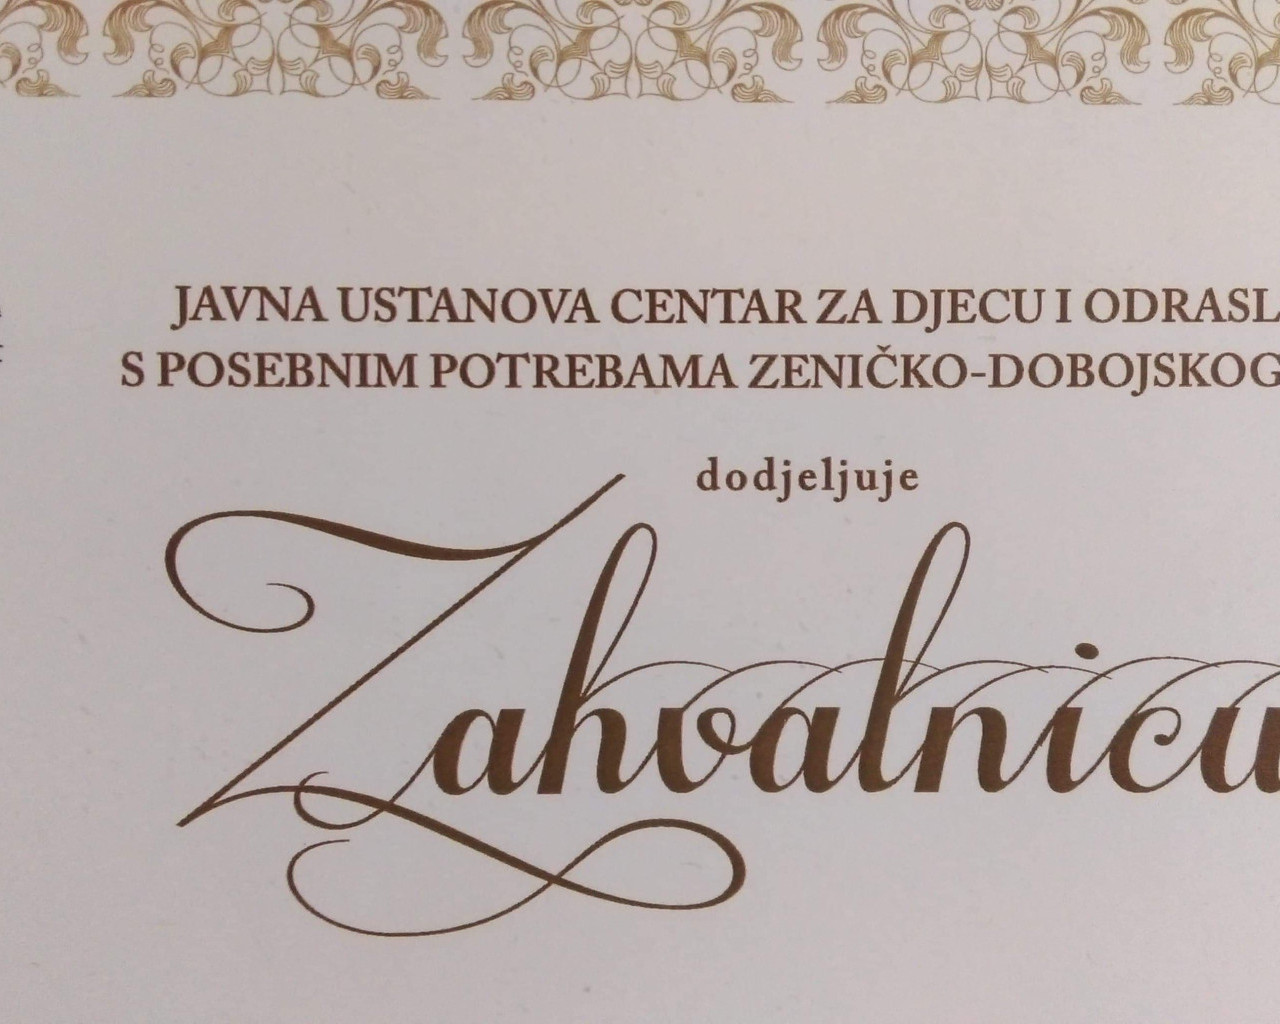 JAVNA USTANOVA CENTAR ZA DJECU I ODRASL
S POSEBNIM POTREBAMA ZENIČKO-DOBOJSKOG
dodjeljuje
Zahvalnicu